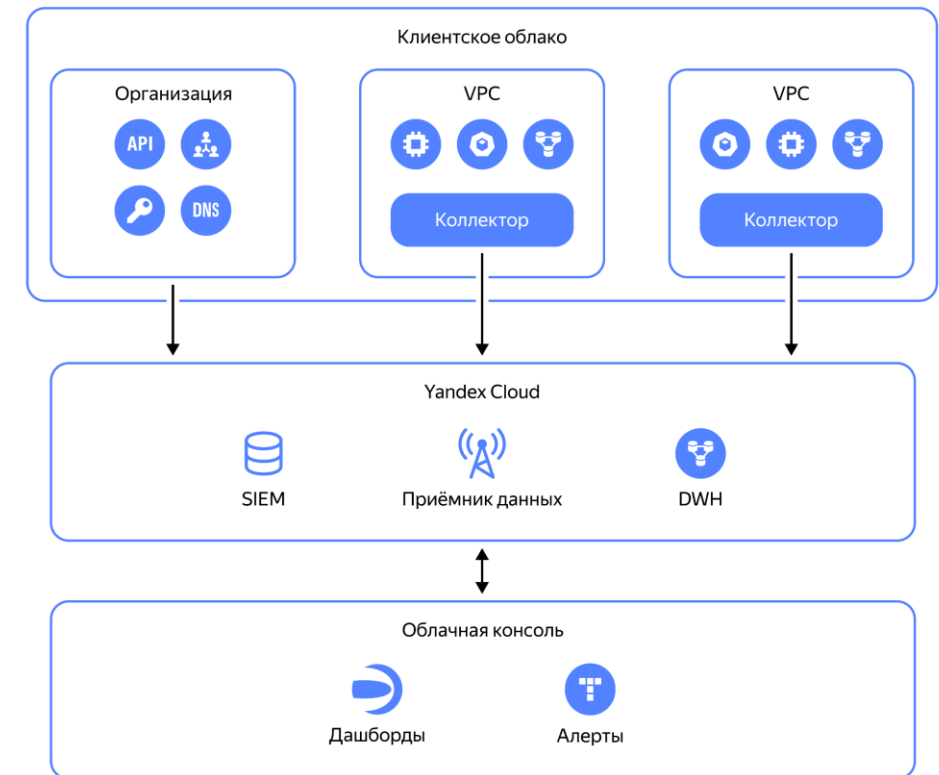 Клиентское облако
Организация
VPC
VPC
API
DNS
Коллектор
Коллектор
Yandex Cloud
SIEM
Приёмник данных
DWH
Облачная консоль
Дашборды
Алерты